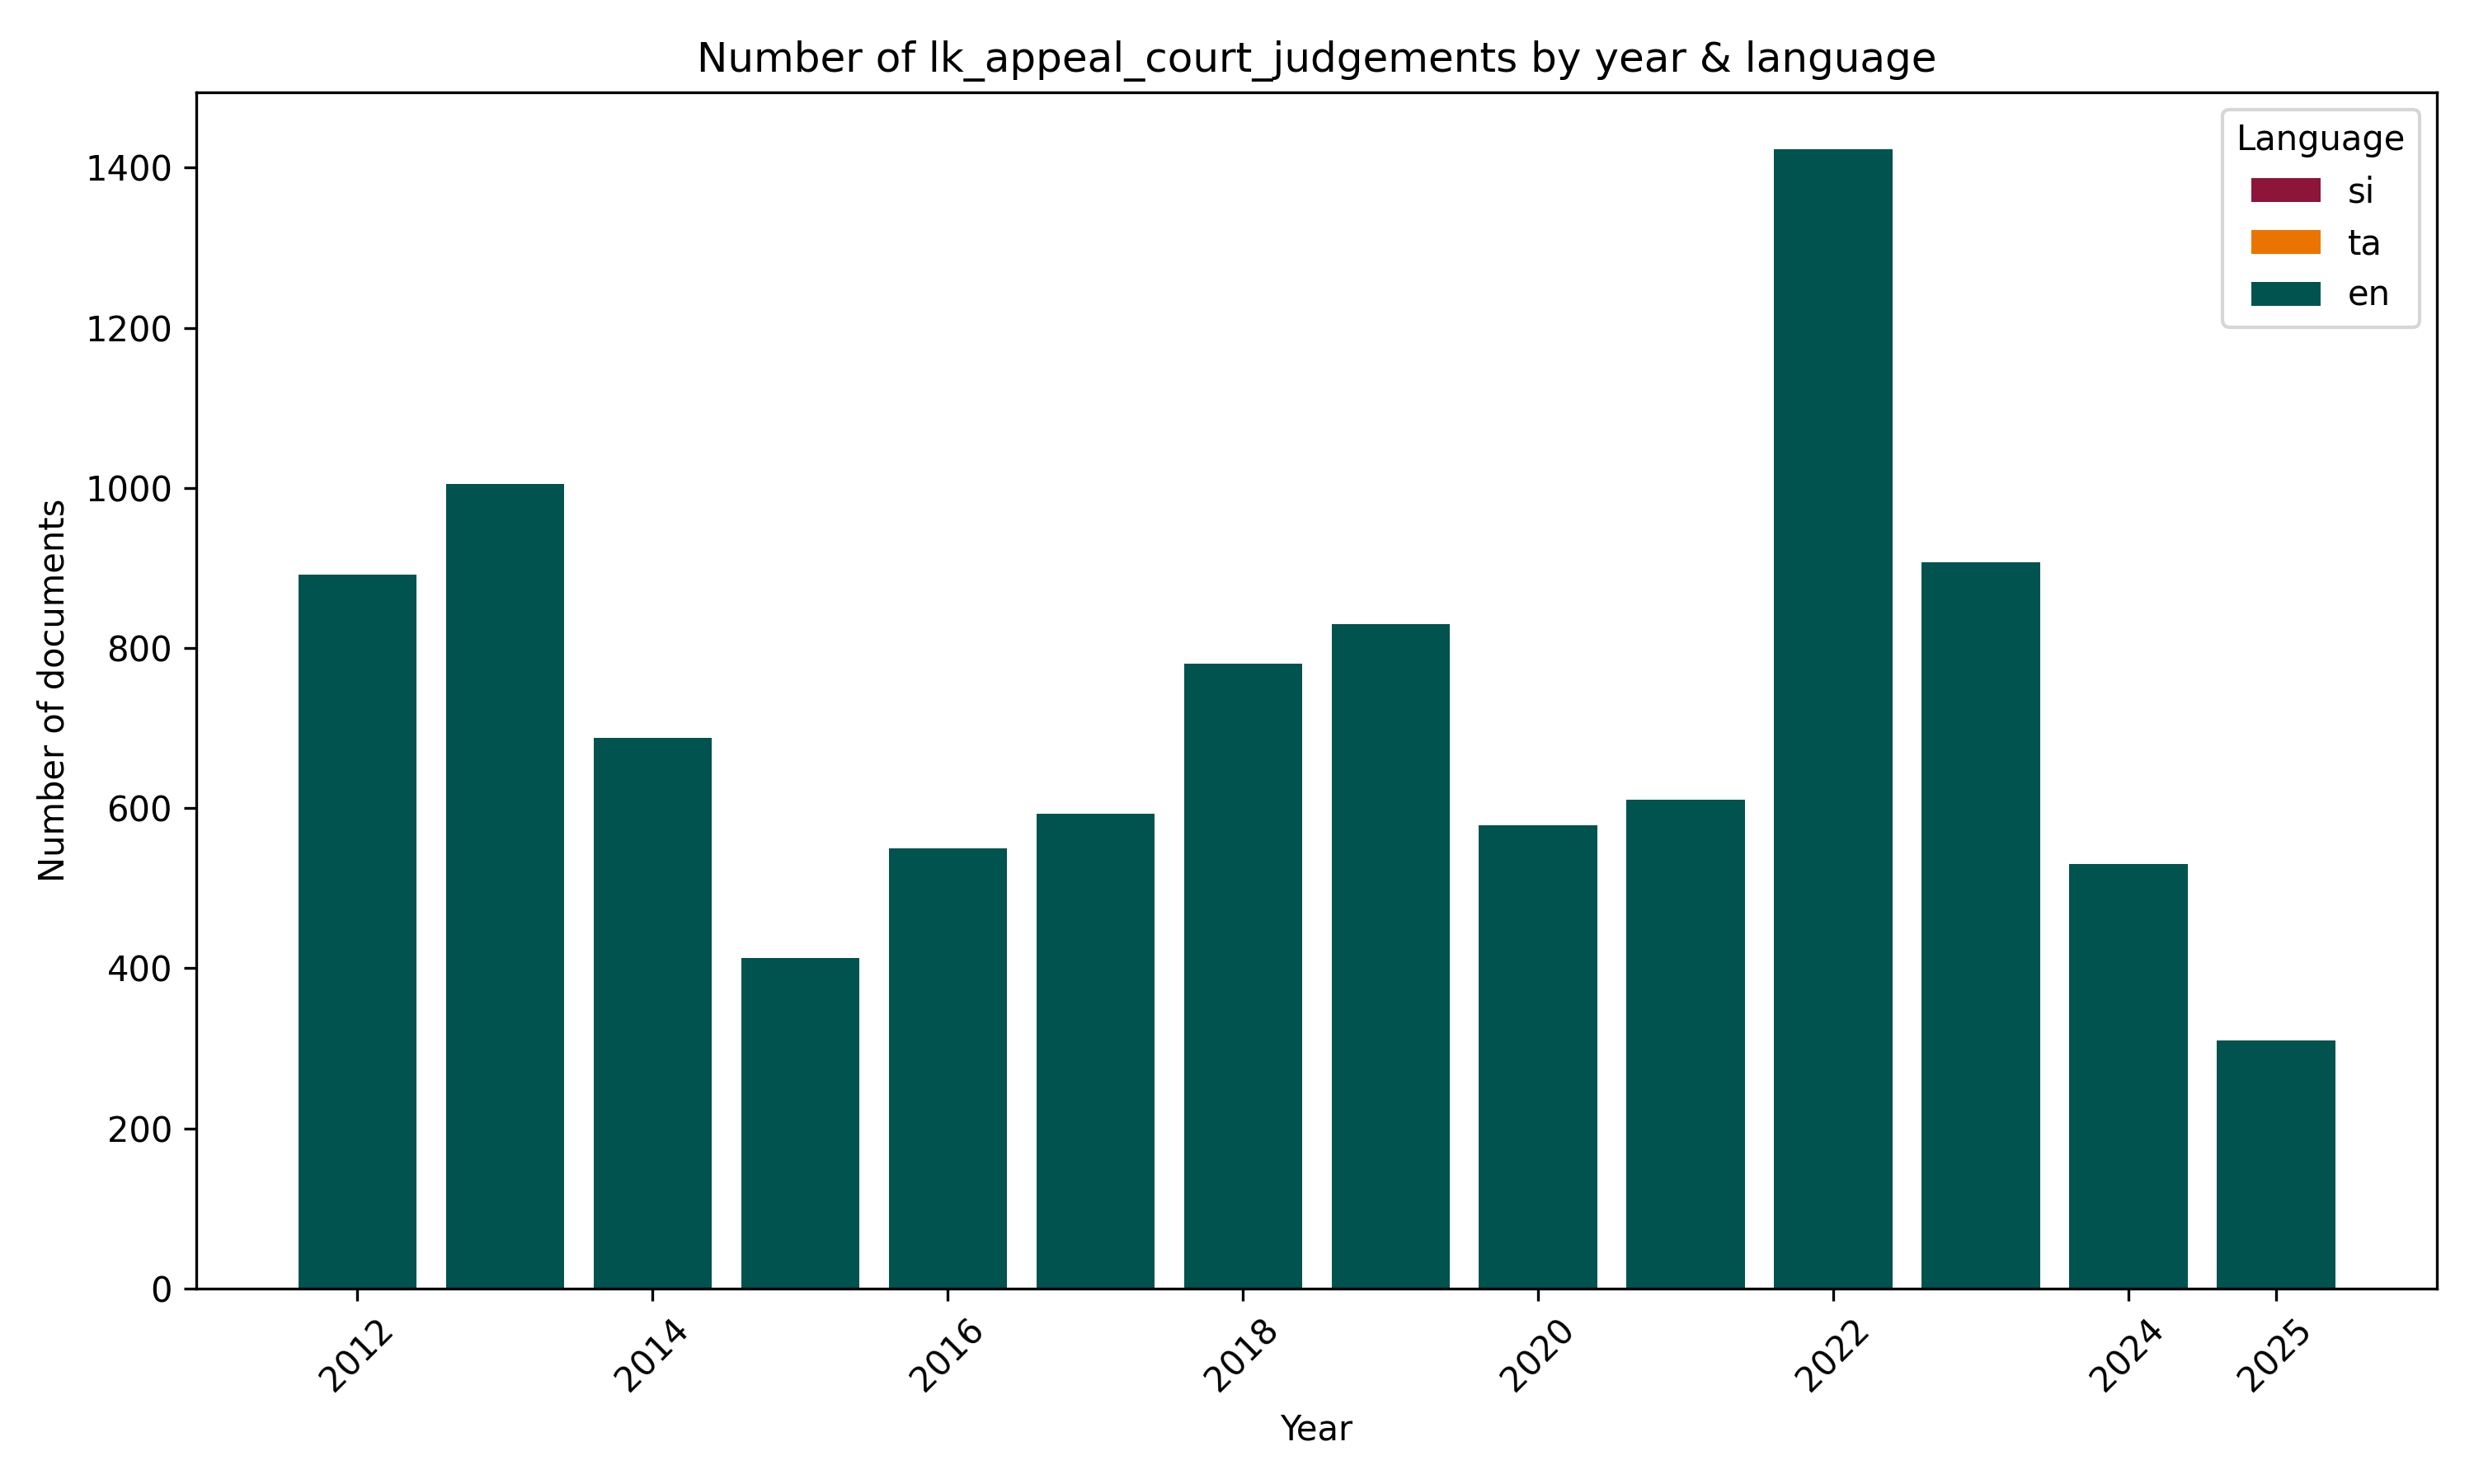 Number of lk_appeal_court_judgements by year & language
Language
si
ta
en
Number of documents
1400
1200
1000
800
600
400
200
0
2012
2014
2016
2018
2020
2022
2024
2025
Year